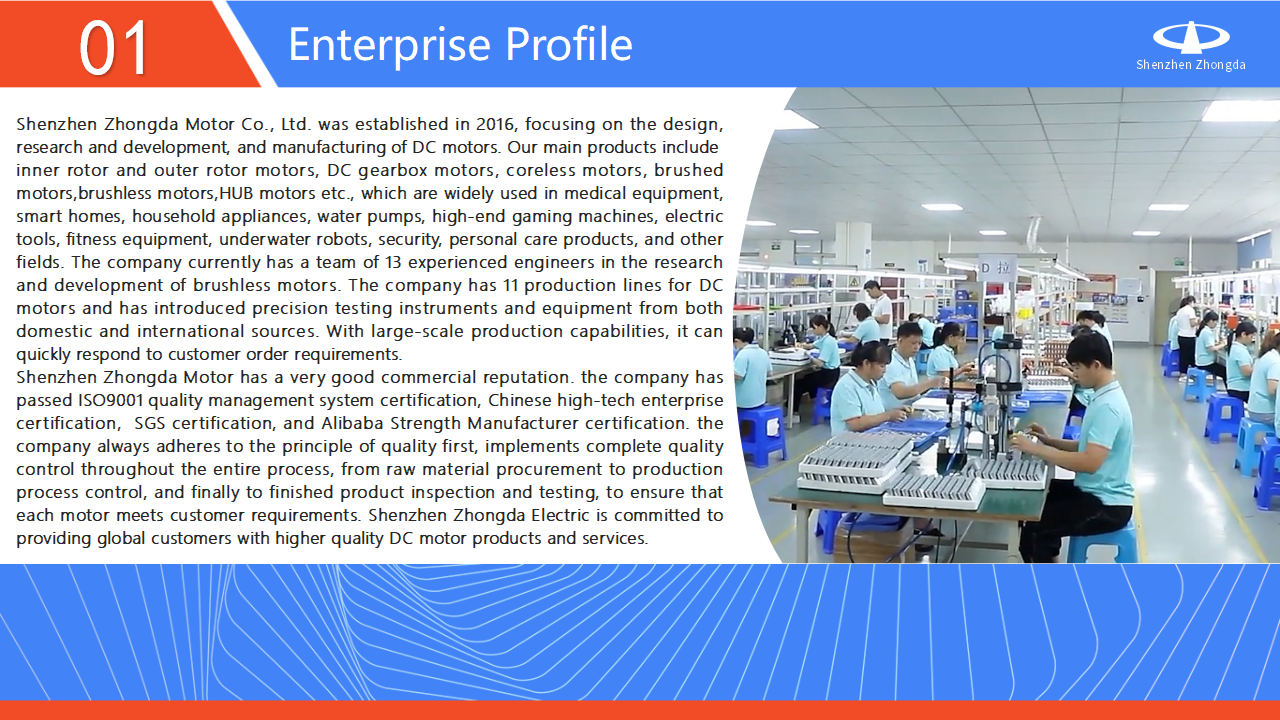 01
Enterprise Profile
Shenzhen Zhongda
Shenzhen Zhongda Motor Co., Ltd. was established in 2016, focusing on the design,
research and development, and manufacturing of DC motors. Our main products include
inner rotor and outer rotor motors, DC gearbox motors, coreless motors, brushed
motors,brushless motors,HUB motors etc., which are widely used in medical equipment,
smart homes, household appliances, water pumps, high-end gaming machines, electric
tools, fitness equipment, underwater robots, security, personal care products, and other
fields. The company currently has a team of 13 experienced engineers in the research
and development of brushless motors. The company has 11 production lines for DC
motors and has introduced precision testing instruments and equipment from both
domestic and international sources. With large-scale production capabilities, it can
quickly respond to customer order requirements.
Shenzhen Zhongda Motor has a very good commercial reputation. the company has
passed ISO9001 quality management system certification, Chinese high-tech enterprise
certification, SGS certification, and Alibaba Strength Manufacturer certification. the
company always adheres to the principle of quality first, implements complete quality
control throughout the entire process, from raw material procurement to production
process control, and finally to finished product inspection and testing, to ensure that
each motor meets customer requirements. Shenzhen Zhongda Electric is committed to
providing global customers with higher quality DC motor products and services.
D 拉